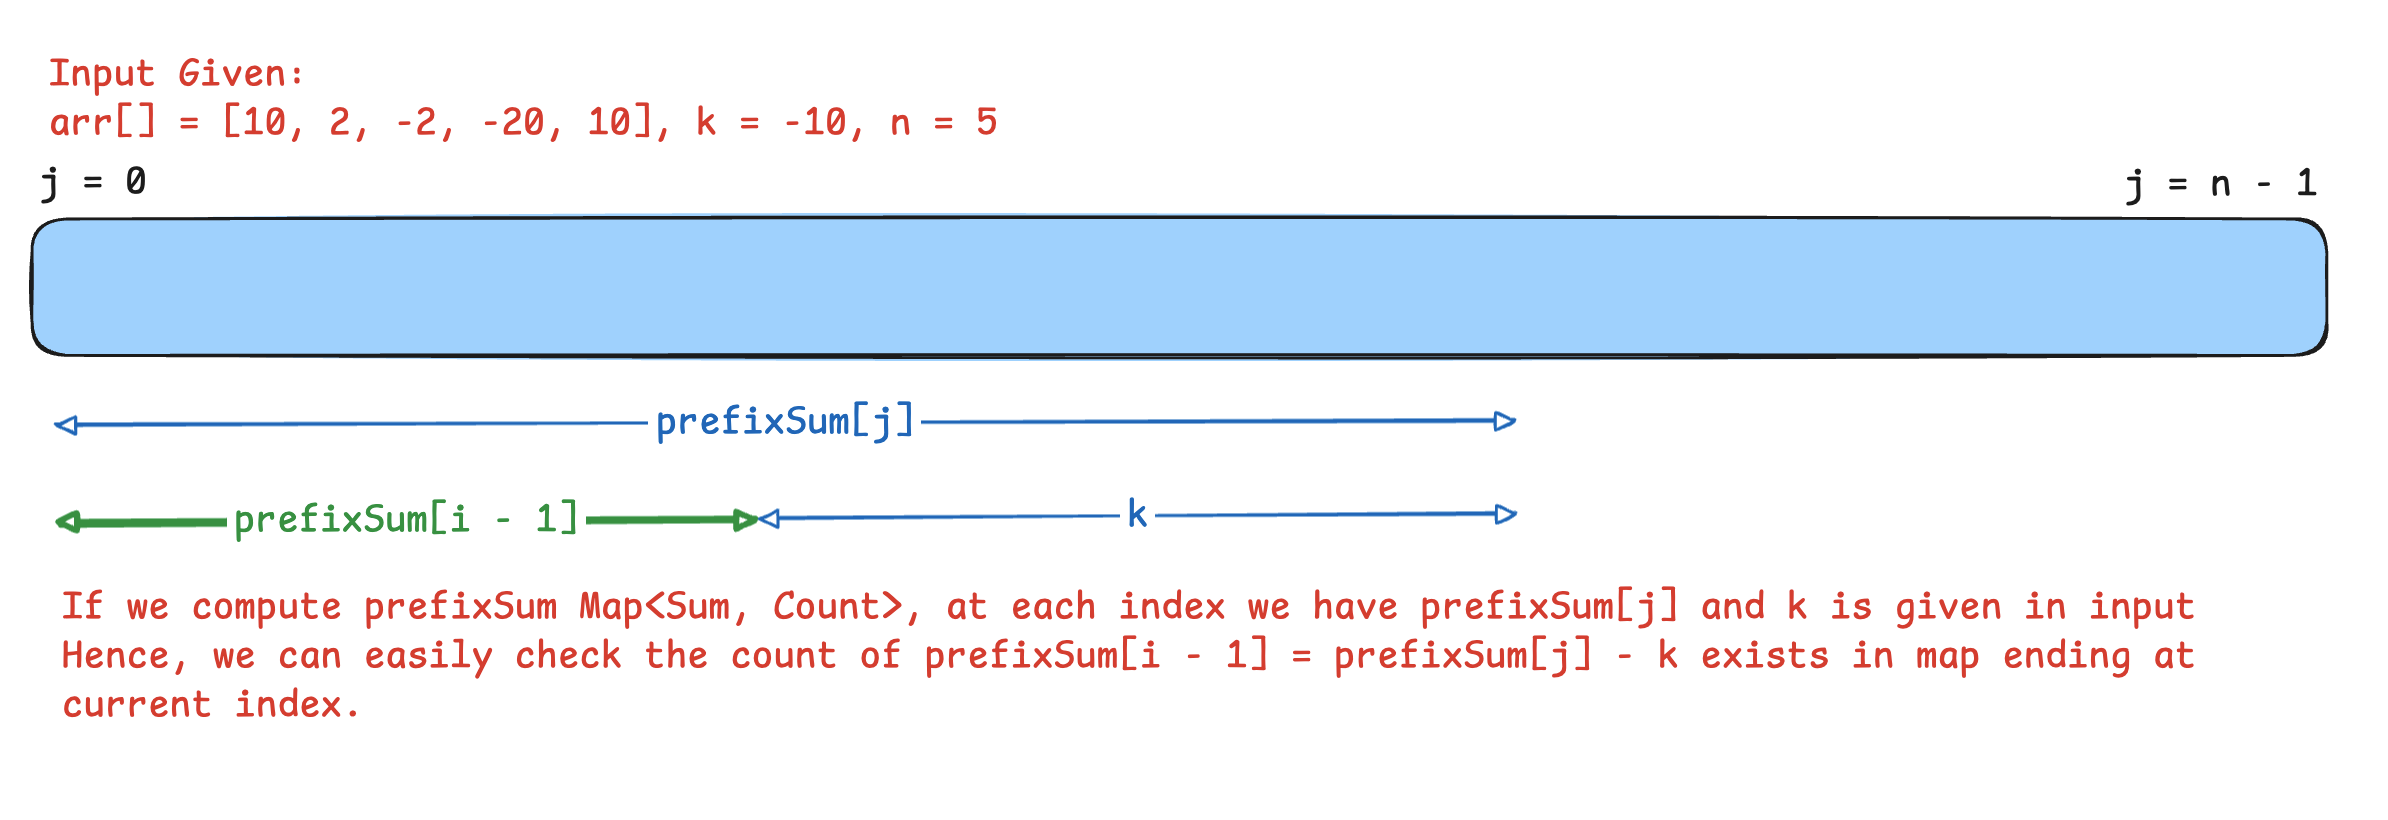 Input Given:
arr[] = [10, 2, -2, -20, 10], k = -10, n = 5
j = 0
j = n - 1
prefixSum[j]
prefixSum[i - 1]
k
If we compute prefixSum Map<Sum, Count>, at each index we have prefixSum[j] and k is given in input
Hence, we can easily check the count of prefixSum[i - 1] = prefixSum[j] - k exists in map ending at
current index.